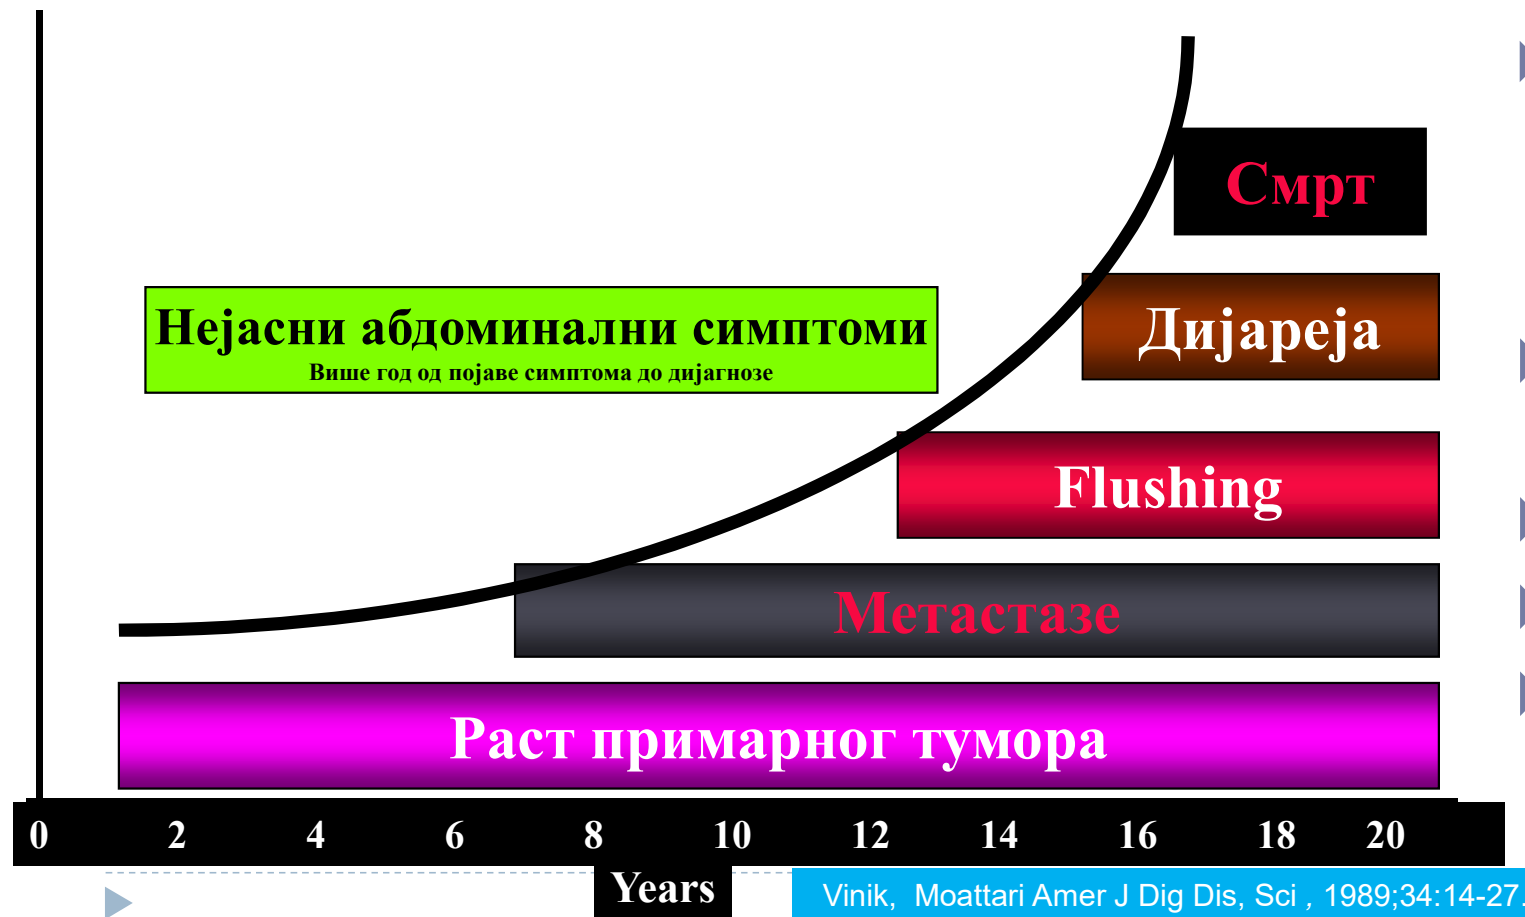 Смрт
Нејасни абдоминални симптоми
Више год од појаве симптома до дијагнозе
Дијареја
Flushing
Метастазе
Раст примарног тумора
0 2 4 6 8 10 12 14 16 18 20
Years
Vinik, Moattari Amer J Dig Dis, Sci , 1989;34:14-27.